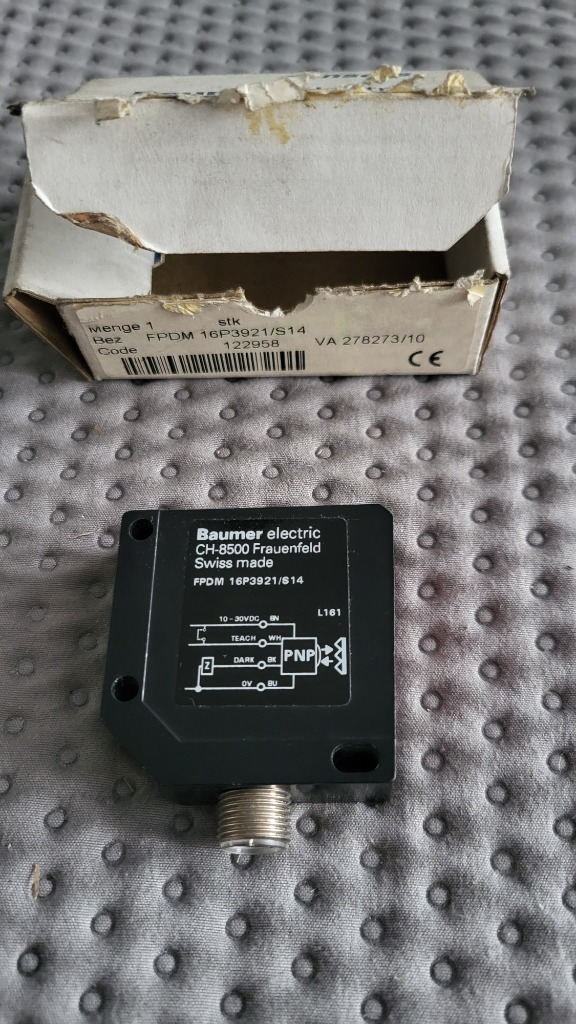 Menge 1 stk
Bez FPDM 16P3921/S14 VA 278273/10
Code 122958
CE
Baumer electric
CH-8500 Frauenfeld
Swiss made
FPDM 16P3921/S14
L161
10-30VDC BN
TEACH WH
PNP
DARK BK
Z
0V BU